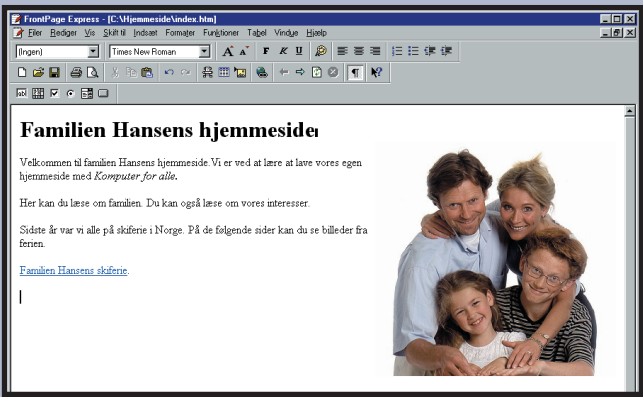 FrontPage Express - [C:\Hjemmeside\index.htm]
Filer Rediger Vis Skift til Indsæt Formater Funktioner Tabel Vindue Hjælp
(Ingen) Times New Roman A A F K U
Familien Hansens hjemmeside
Velkommen til familien Hansens hjemmeside.Vi er ved at lære at lave vores egen
hjemmeside med Komputer for alle.
Her kan du læse om familien. Du kan også læse om vores interesser.
Sidste år var vi alle på skiferie i Norge. På de følgende sider kan du se billeder fra
ferien.
Familien Hansens skiferie.